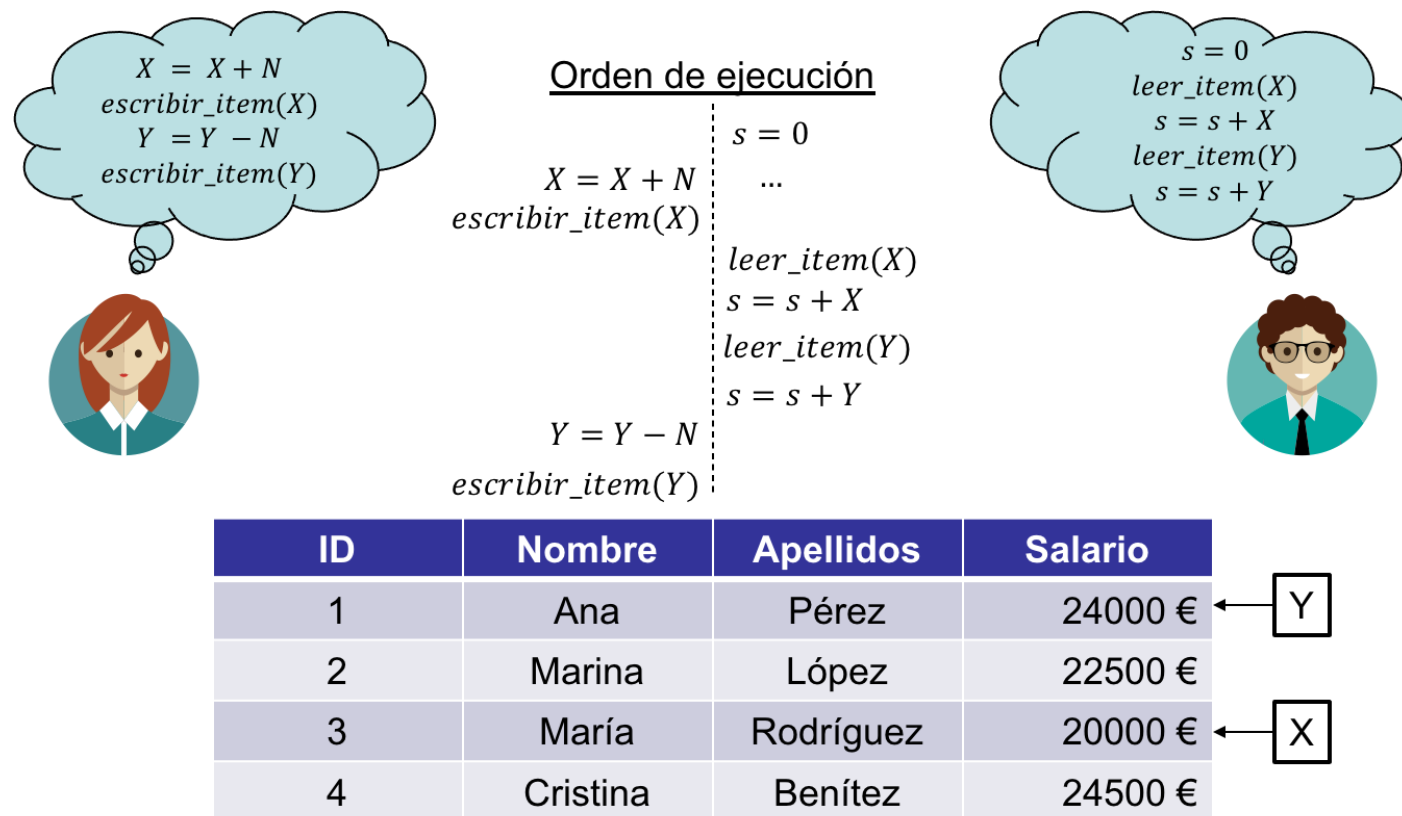 X = X + N
escribir_item(X)
Y = Y − N
escribir_item(Y)
Orden de ejecución
s = 0
X = X + N ...
escribir_item(X)
leer_item(X)
s = s + X
leer_item(Y)
s = s + Y
Y = Y − N
escribir_item(Y)
s = 0
leer_item(X)
s = s + X
leer_item(Y)
s = s + Y
ID Nombre Apellidos Salario
1 Ana Pérez 24000 € Y
2 Marina López 22500 €
3 María Rodríguez 20000 € X
4 Cristina Benítez 24500 €